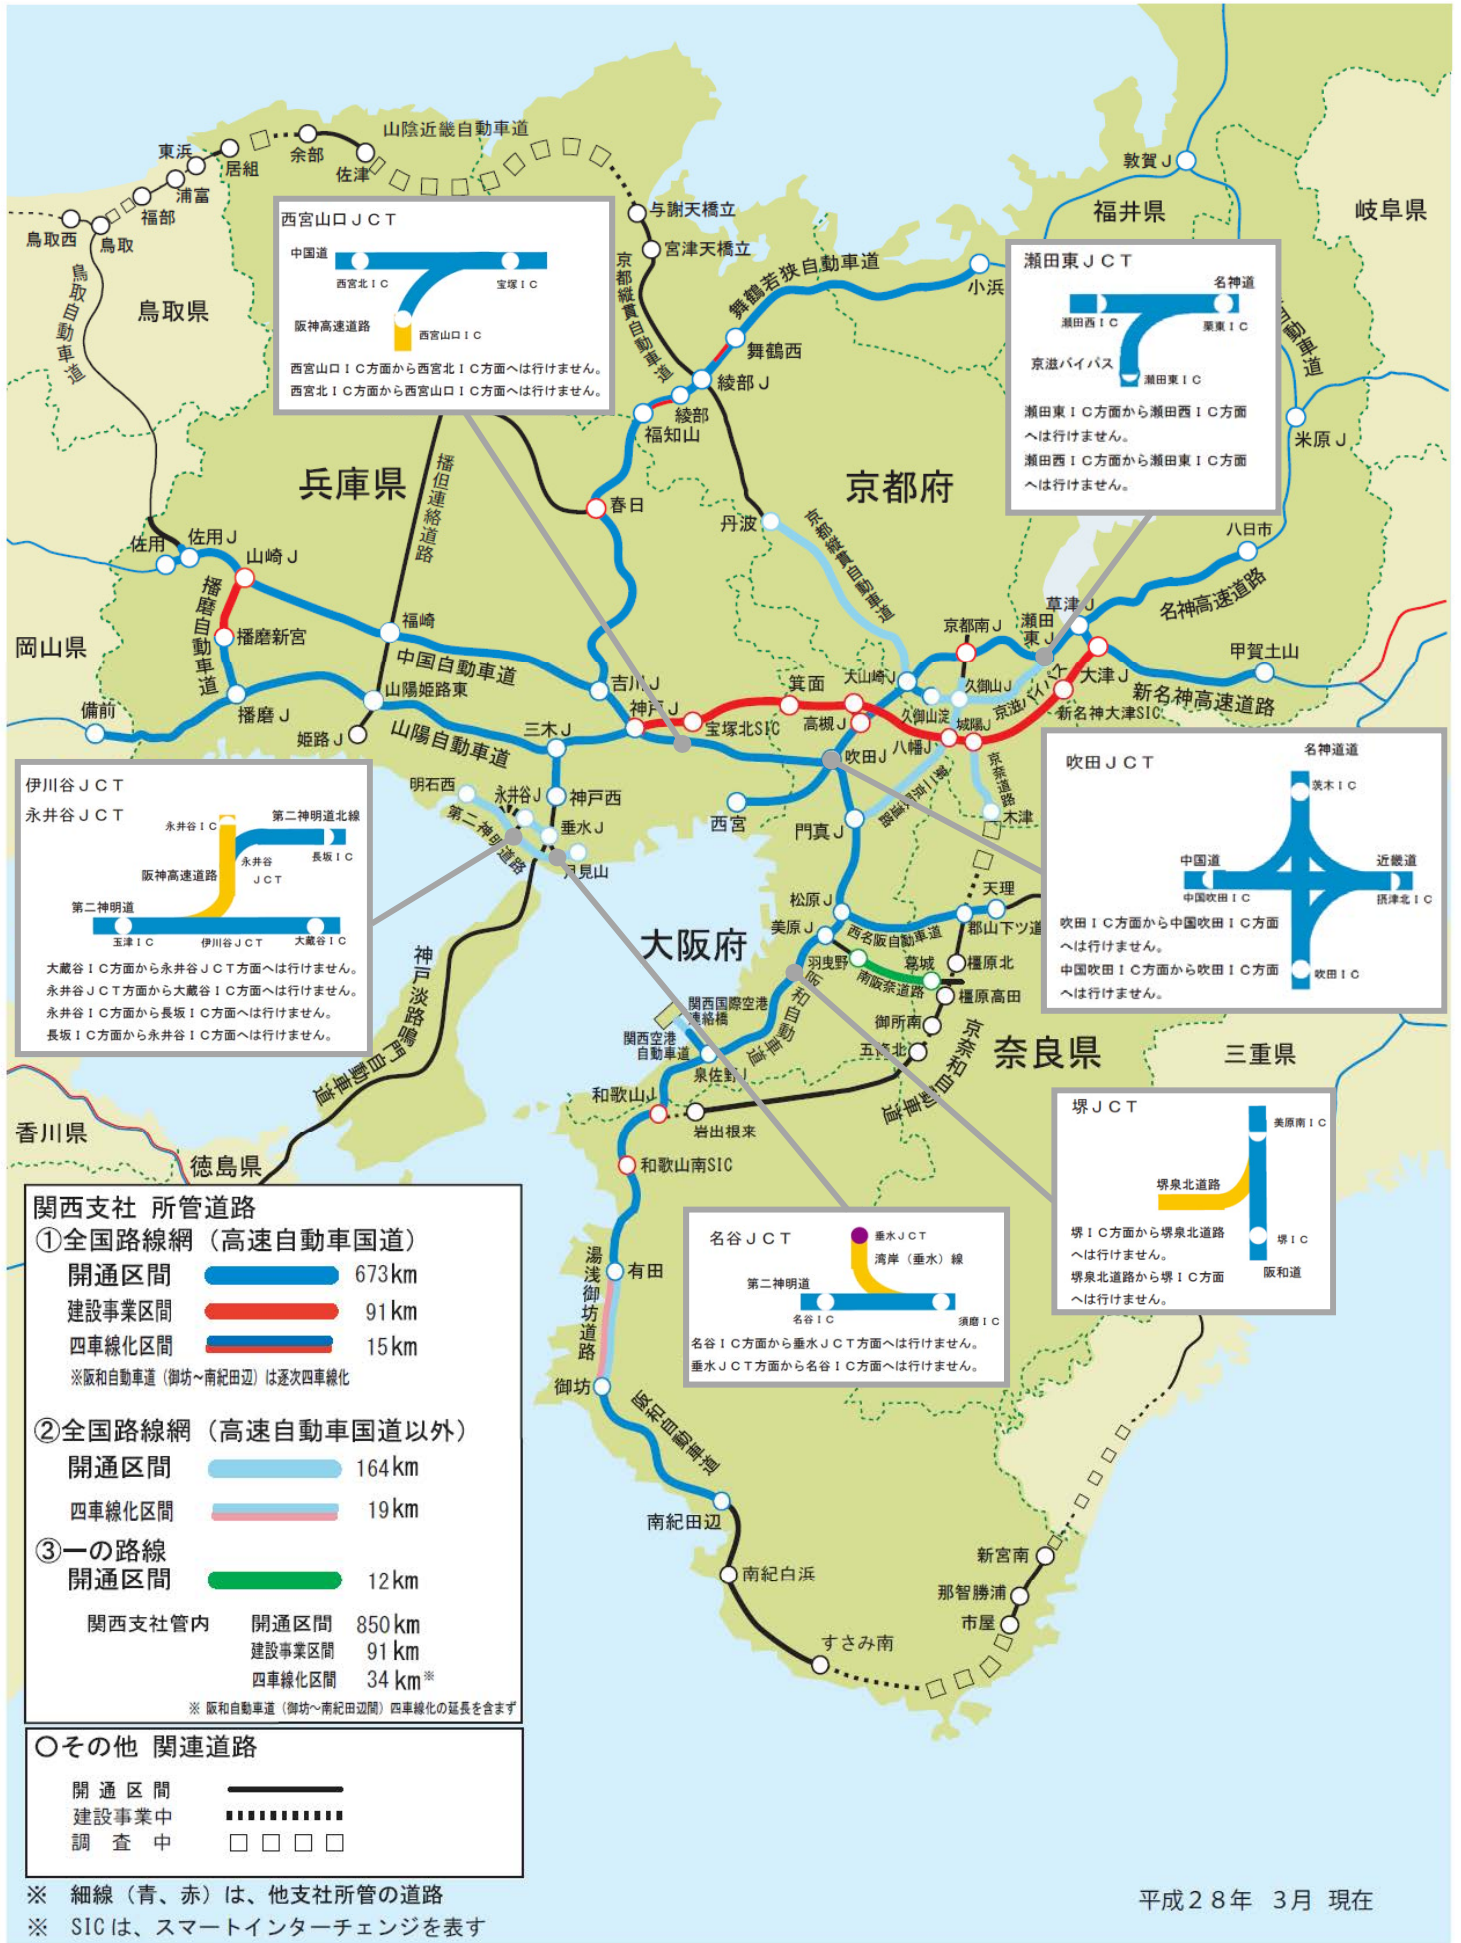 山陰近畿自動車道
東浜
居組
余部
佐津
浦富
福部
鳥取西
鳥取
鳥取自動車道
鳥取県
与謝天橋立
宮津天橋立
京都縦貫自動車道
舞鶴若狭自動車道
小浜
舞鶴西
綾部J
綾部
福知山
敦賀J
福井県
岐阜県
米原J
西宮山口JCT
中国道
西宮北IC
宝塚IC
阪神高速道路
西宮山口IC
西宮山口IC方面から西宮北IC方面へは行けません。
西宮北IC方面から西宮山口IC方面へは行けません。
瀬田東JCT
名神道
瀬田西IC
栗東IC
京滋バイパス
瀬田東IC
瀬田東IC方面から瀬田西IC方面
へは行けません。
瀬田西IC方面から瀬田東IC方面
へは行けません。
兵庫県
播但連絡道路
春日
京都府
丹波
京都縦貫自動車道
八日市
名神高速道路
佐用
佐用J
山崎J
播磨自動車道
播磨新宮
福崎
中国自動車道
岡山県
備前
播磨J
山陽姫路東
姫路J
山陽自動車道
三木J
吉川J
神戸J
宝塚北SIC
箕面
高槻J
大山崎J
京都南J
瀬田東J
草津J
久御山J
久御山淀
京滋バイパス
大津J
新名神大津SIC
新名神高速道路
甲賀土山
城陽J
八幡J
京奈道路
木津
第二京阪道路
吹田J
西宮
門真J
明石西
永井谷J
神戸西
第二神明道路
垂水J
月見山
伊川谷JCT
永井谷JCT
永井谷IC
第二神明道北線
長坂IC
永井谷
JCT
阪神高速道路
第二神明道
玉津IC
伊川谷JCT
大蔵谷IC
大蔵谷IC方面から永井谷JCT方面へは行けません。
永井谷JCT方面から大蔵谷IC方面へは行けません。
永井谷IC方面から長坂IC方面へは行けません。
長坂IC方面から永井谷IC方面へは行けません。
吹田JCT
名神道道
茨木IC
中国道
近畿道
中国吹田IC
摂津北IC
吹田IC
吹田IC方面から中国吹田IC方面
へは行けません。
中国吹田IC方面から吹田IC方面
へは行けません。
松原J
天理
美原J
西名阪自動車道
郡山下ツ道
大阪府
羽曳野
葛城
南阪奈道路
橿原北
橿原高田
御所南
五條北
京奈和自動車道
奈良県
三重県
阪和自動車道
関西国際空港
連絡橋
関西空港
自動車道
泉佐野J
和歌山J
岩出根来
和歌山南SIC
神戸淡路鳴門自動車道
香川県
徳島県
堺JCT
美原南IC
堺泉北道路
堺IC
阪和道
堺IC方面から堺泉北道路
へは行けません。
堺泉北道路から堺IC方面
へは行けません。
名谷JCT
垂水JCT
湾岸(垂水)線
第二神明道
名谷IC
須磨IC
名谷IC方面から垂水JCT方面へは行けません。
垂水JCT方面から名谷IC方面へは行けません。
湯浅御坊道路
有田
御坊
阪和自動車道
南紀田辺
南紀白浜
すさみ南
新宮南
那智勝浦
市屋
関西支社 所管道路
①全国路線網(高速自動車国道)
開通区間 673km
建設事業区間 91km
四車線化区間 15km
※阪和自動車道(御坊~南紀田辺)は逐次四車線化
②全国路線網(高速自動車国道以外)
開通区間 164km
四車線化区間 19km
③一の路線
開通区間 12km
関西支社管内 開通区間 850km
建設事業区間 91km
四車線化区間 34km※
※ 阪和自動車道(御坊~南紀田辺間)四車線化の延長を含まず
○その他 関連道路
開通区間
建設事業中
調査中
※ 細線(青、赤)は、他支社所管の道路
※ SICは、スマートインターチェンジを表す
平成28年 3月 現在